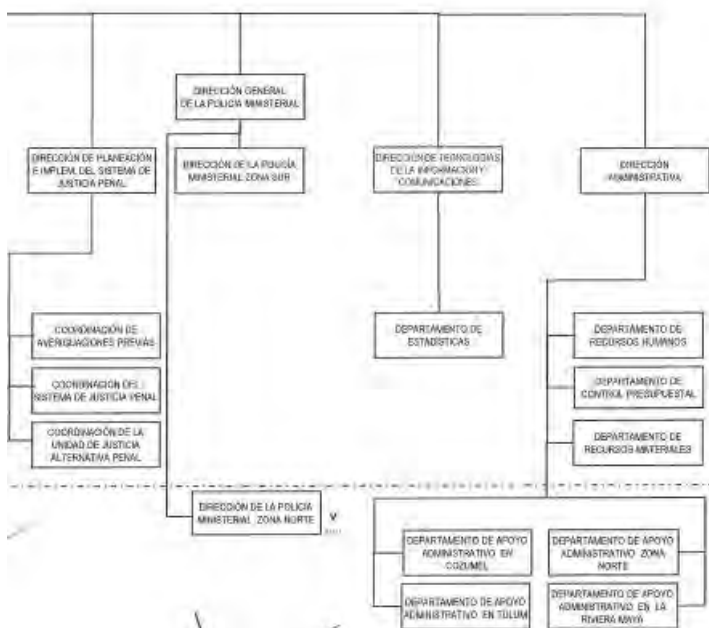 DIRECCIÓN GENERAL
DE LA POLICÍA MINISTERIAL
DIRECCIÓN DE PLANEACIÓN
E IMPLEM. DEL SISTEMA DE
JUSTICIA PENAL
DIRECCIÓN DE LA POLICÍA
MINISTERIAL ZONA SUR
DIRECCIÓN DE TECNOLOGÍAS
DE LA INFORMACIÓN Y
COMUNICACIONES
DIRECCIÓN
ADMINISTRATIVA
COORDINACIÓN DE
AVERIGUACIONES PREVIAS
COORDINACIÓN DEL
SISTEMA DE JUSTICIA PENAL
COORDINACIÓN DE LA
UNIDAD DE JUSTICIA
ALTERNATIVA PENAL
DEPARTAMENTO DE
ESTADÍSTICAS
DEPARTAMENTO DE
RECURSOS HUMANOS
DEPARTAMENTO DE
CONTROL PRESUPUESTAL
DEPARTAMENTO DE
RECURSOS MATERIALES
DIRECCIÓN DE LA POLICÍA
MINISTERIAL ZONA NORTE
V
DEPARTAMENTO DE APOYO
ADMINISTRATIVO EN
COZUMEL
DEPARTAMENTO DE APOYO
ADMINISTRATIVO ZONA
NORTE
DEPARTAMENTO DE APOYO
ADMINISTRATIVO EN TULUM
DEPARTAMENTO DE APOYO
ADMINISTRATIVO EN LA
RIVIERA MAYA